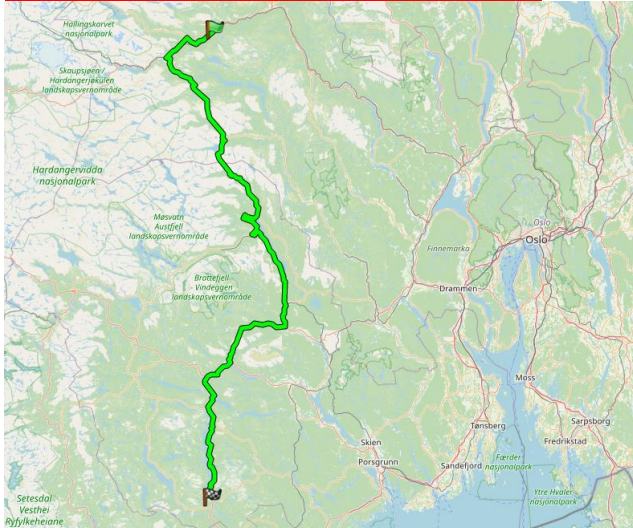 Hallingskarvet
nasjonalpark
Skaupsjøen /
Hardangerjøkulen
landskapsvernområde
Hardangervidda
nasjonalpark
Møsvatn
Austfjell
landskapsvernområde
Brattefjell
- Vindeggen
landskapsvernområde
Finnemarka
Oslo
Oslo
Drammen
Moss
Sarpsborg
Fredrikstad
Tønsberg
Skien
Porsgrunn
Sandefjord
Færder
nasjonalpark
Ytre Hvaler
nasjonalpark
Setesdal
Vesthei
Ryfylkeheiane